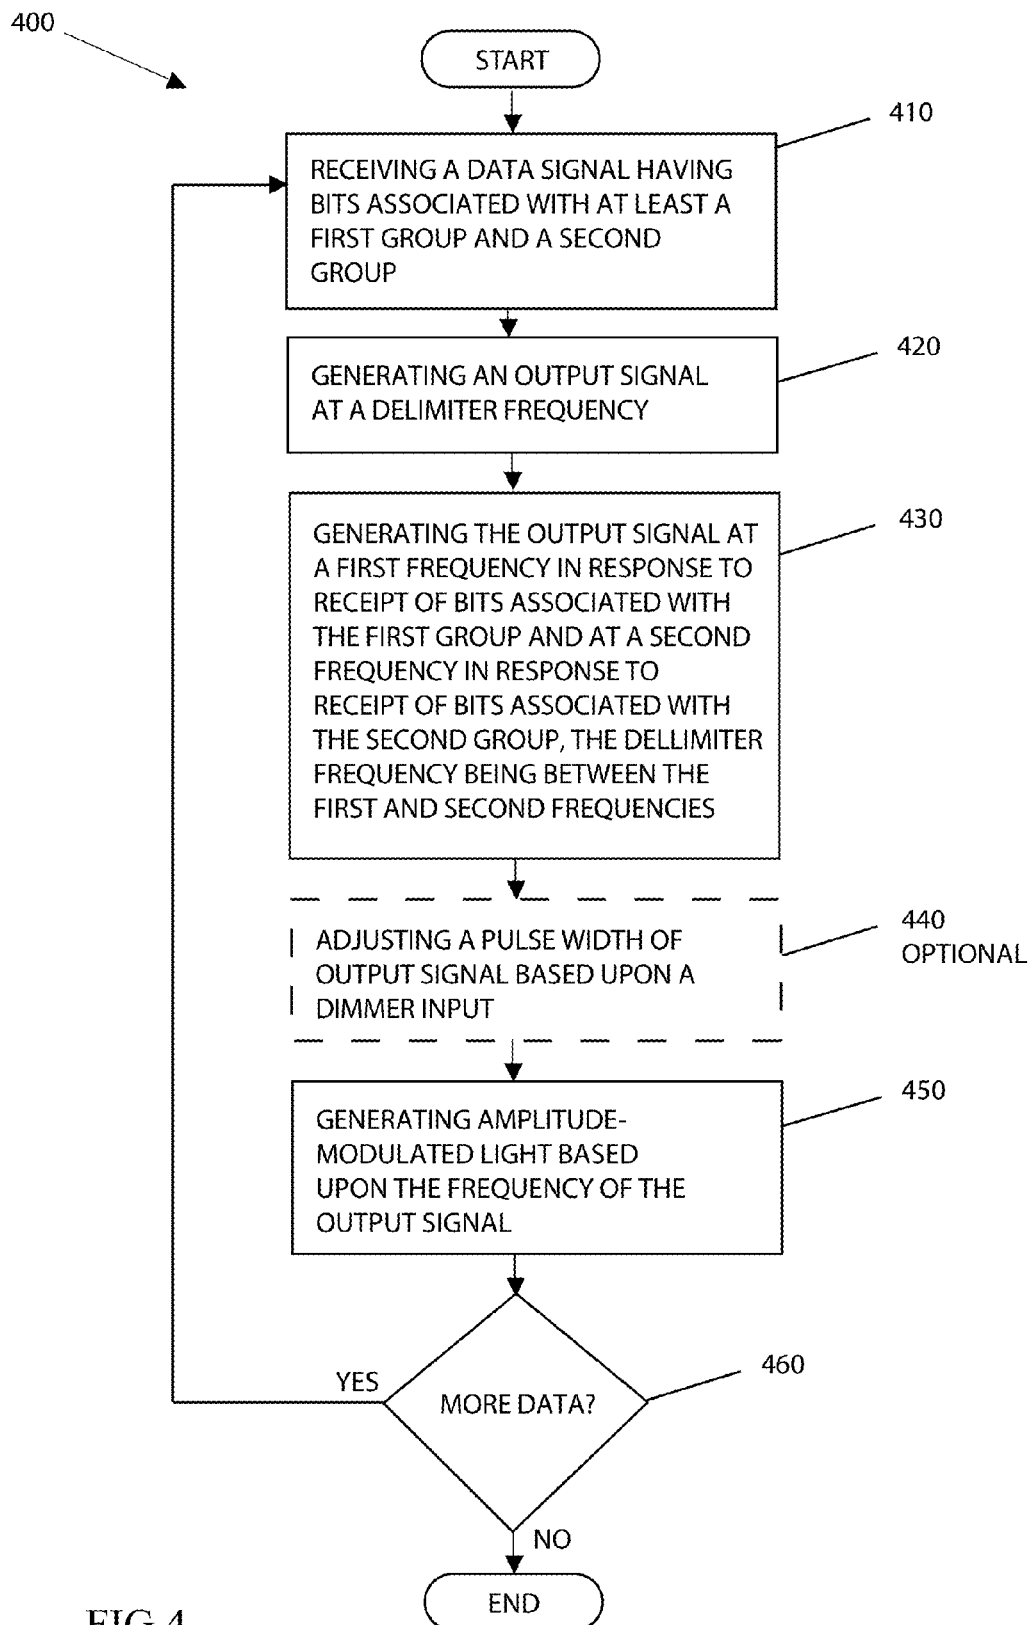 400
START
410
RECEIVING A DATA SIGNAL HAVING
BITS ASSOCIATED WITH AT LEAST A
FIRST GROUP AND A SECOND
GROUP
420
GENERATING AN OUTPUT SIGNAL
AT A DELIMITER FREQUENCY
430
GENERATING THE OUTPUT SIGNAL AT
A FIRST FREQUENCY IN RESPONSE TO
RECEIPT OF BITS ASSOCIATED WITH
THE FIRST GROUP AND AT A SECOND
FREQUENCY IN RESPONSE TO
RECEIPT OF BITS ASSOCIATED WITH
THE SECOND GROUP, THE DELLIMITER
FREQUENCY BEING BETWEEN THE
FIRST AND SECOND FREQUENCIES
440
OPTIONAL
ADJUSTING A PULSE WIDTH OF
OUTPUT SIGNAL BASED UPON A
DIMMER INPUT
450
GENERATING AMPLITUDE-
MODULATED LIGHT BASED
UPON THE FREQUENCY OF THE
OUTPUT SIGNAL
460
YES
MORE DATA?
NO
END
FIG 4